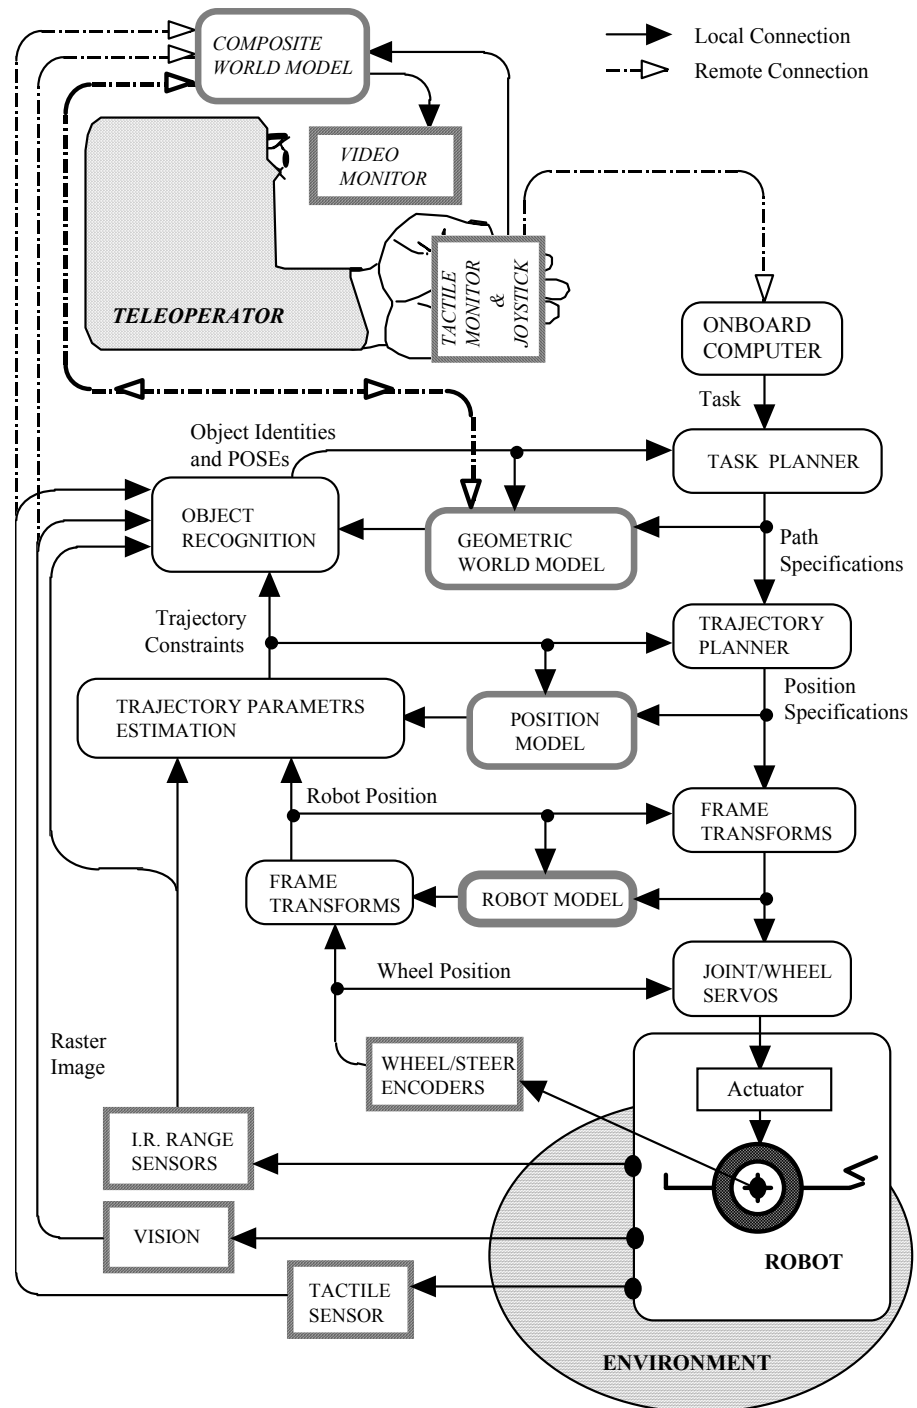 COMPOSITE
WORLD MODEL
Local Connection
Remote Connection
VIDEO
MONITOR
TACTILE
MONITOR
&
JOYSTICK
TELEOPERATOR
ONBOARD
COMPUTER
Task
Object Identities
and POSEs
TASK PLANNER
OBJECT
RECOGNITION
GEOMETRIC
WORLD MODEL
Path
Specifications
Trajectory
Constraints
TRAJECTORY
PLANNER
TRAJECTORY PARAMETRS
ESTIMATION
POSITION
MODEL
Position
Specifications
Robot Position
FRAME
TRANSFORMS
FRAME
TRANSFORMS
ROBOT MODEL
Wheel Position
JOINT/WHEEL
SERVOS
Raster
Image
WHEEL/STEER
ENCODERS
Actuator
I.R. RANGE
SENSORS
VISION
ROBOT
TACTILE
SENSOR
ENVIRONMENT